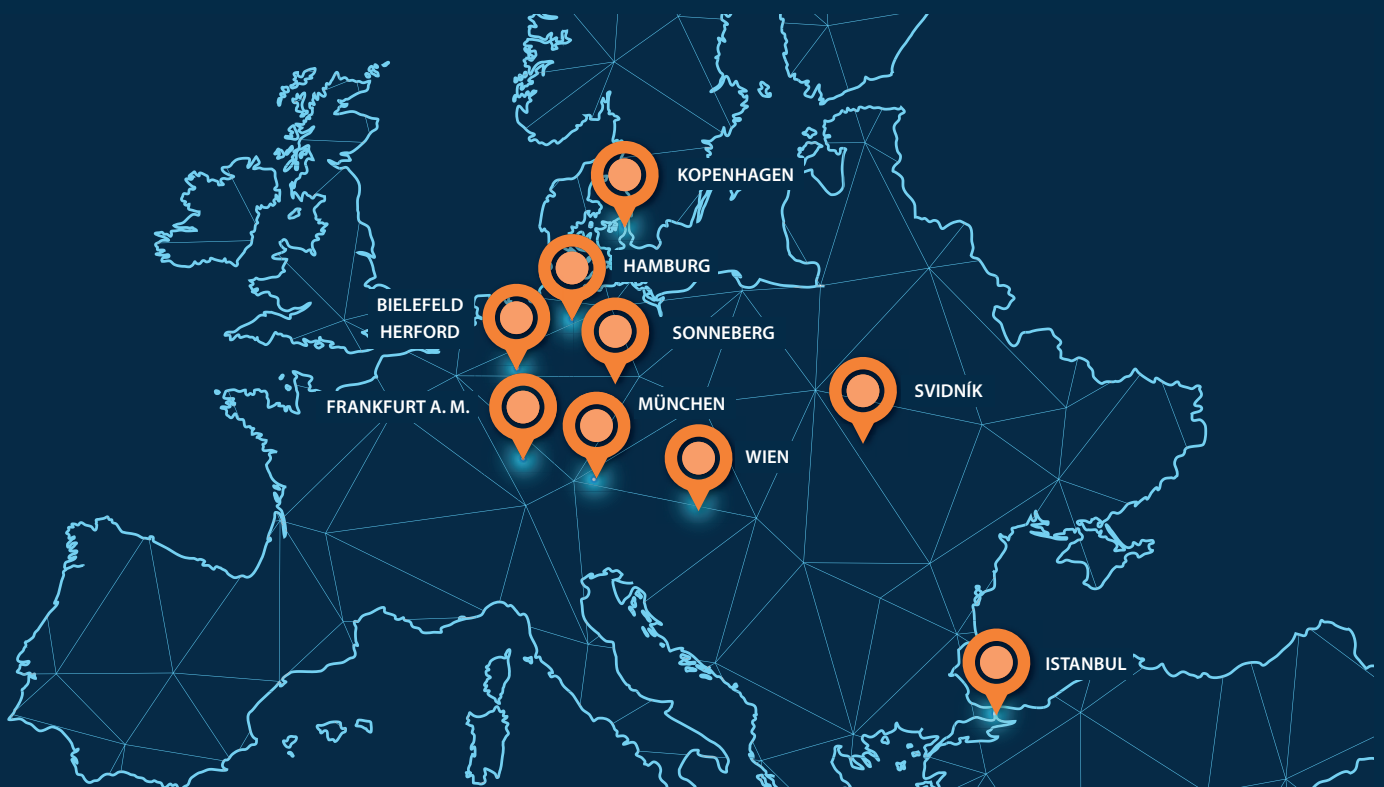 KOPENHAGEN
HAMBURG
BIELEFELD
HERFORD
SONNEBERG
SVIDNÍK
FRANKFURT A. M.
MÜNCHEN
WIEN
ISTANBUL